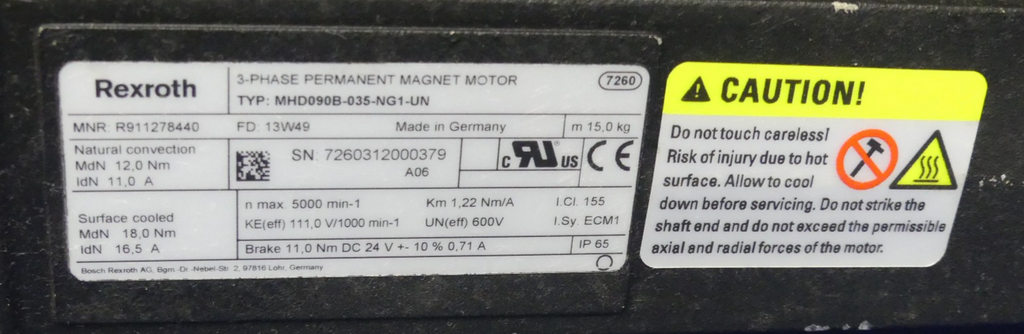 Rexroth
3-PHASE PERMANENT MAGNET MOTOR
7260
TYP: MHD090B-035-NG1-UN
MNR: R911278440 FD: 13W49 Made in Germany m 15,0 kg
Natural convection
MdN 12,0 Nm
IdN 11,0 A
SN: 7260312000379
A06
c RU US CE
Surface cooled
MdN 18,0 Nm
IdN 16,5 A
n max. 5000 min-1 Km 1,22 Nm/A I.Cl. 155
KE(eff) 111,0 V/1000 min-1 UN(eff) 600V I.Sy. ECM1
Brake 11,0 Nm DC 24 V +- 10 % 0,71 A IP 65
Bosch Rexroth AG, Bgm.-Dr.-Nebel-Str. 2, 97816 Lohr, Germany
CAUTION!
Do not touch careless!
Risk of injury due to hot
surface. Allow to cool
down before servicing. Do not strike the
shaft end and do not exceed the permissible
axial and radial forces of the motor.